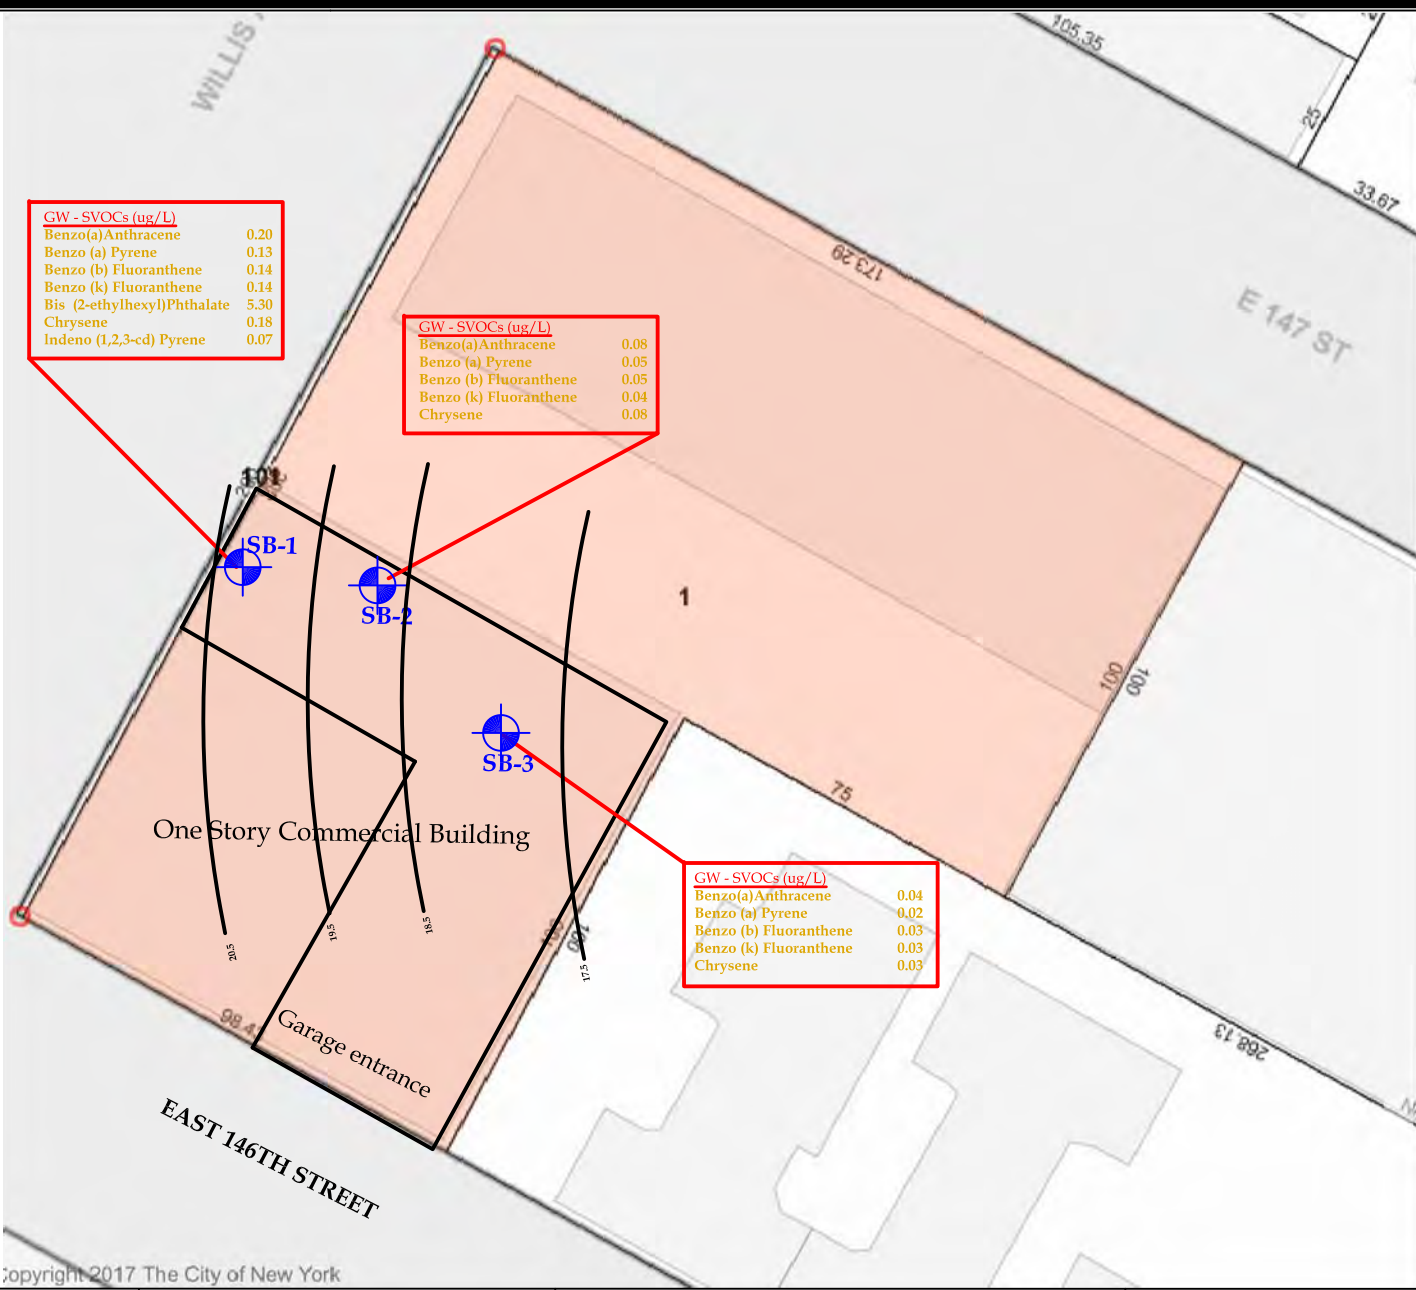 WILLIS
105.35
25
33.67
173.29
E 147 ST
GW - SVOCs (ug/L)
Benzo(a)Anthracene 0.20
Benzo (a) Pyrene 0.13
Benzo (b) Fluoranthene 0.14
Benzo (k) Fluoranthene 0.14
Bis (2-ethylhexyl)Phthalate 5.30
Chrysene 0.18
Indeno (1,2,3-cd) Pyrene 0.07
GW - SVOCs (ug/L)
Benzo(a)Anthracene 0.08
Benzo (a) Pyrene 0.05
Benzo (b) Fluoranthene 0.05
Benzo (k) Fluoranthene 0.04
Chrysene 0.08
101
SB-1
SB-2
1
100
100
SB-3
75
One Story Commercial Building
GW - SVOCs (ug/L)
Benzo(a)Anthracene 0.04
Benzo (a) Pyrene 0.02
Benzo (b) Fluoranthene 0.03
Benzo (k) Fluoranthene 0.03
Chrysene 0.03
20.5
19.5
18.5
17.5
100
98.4
Garage entrance
268.13
EAST 146TH STREET
Copyright 2017 The City of New York